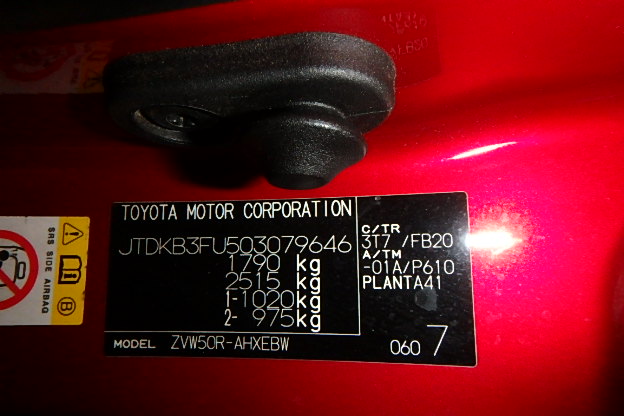 TOYOTA MOTOR CORPORATION
JTDKB3FU503079646
1790 kg
2515 kg
1-1020kg
2- 975kg
C/TR
3T7 /FB20
A/TM
-01A/P610
PLANTA41
MODEL ZVW50R-AHXEBW
060 7
SRS SIDE AIRBAG
B